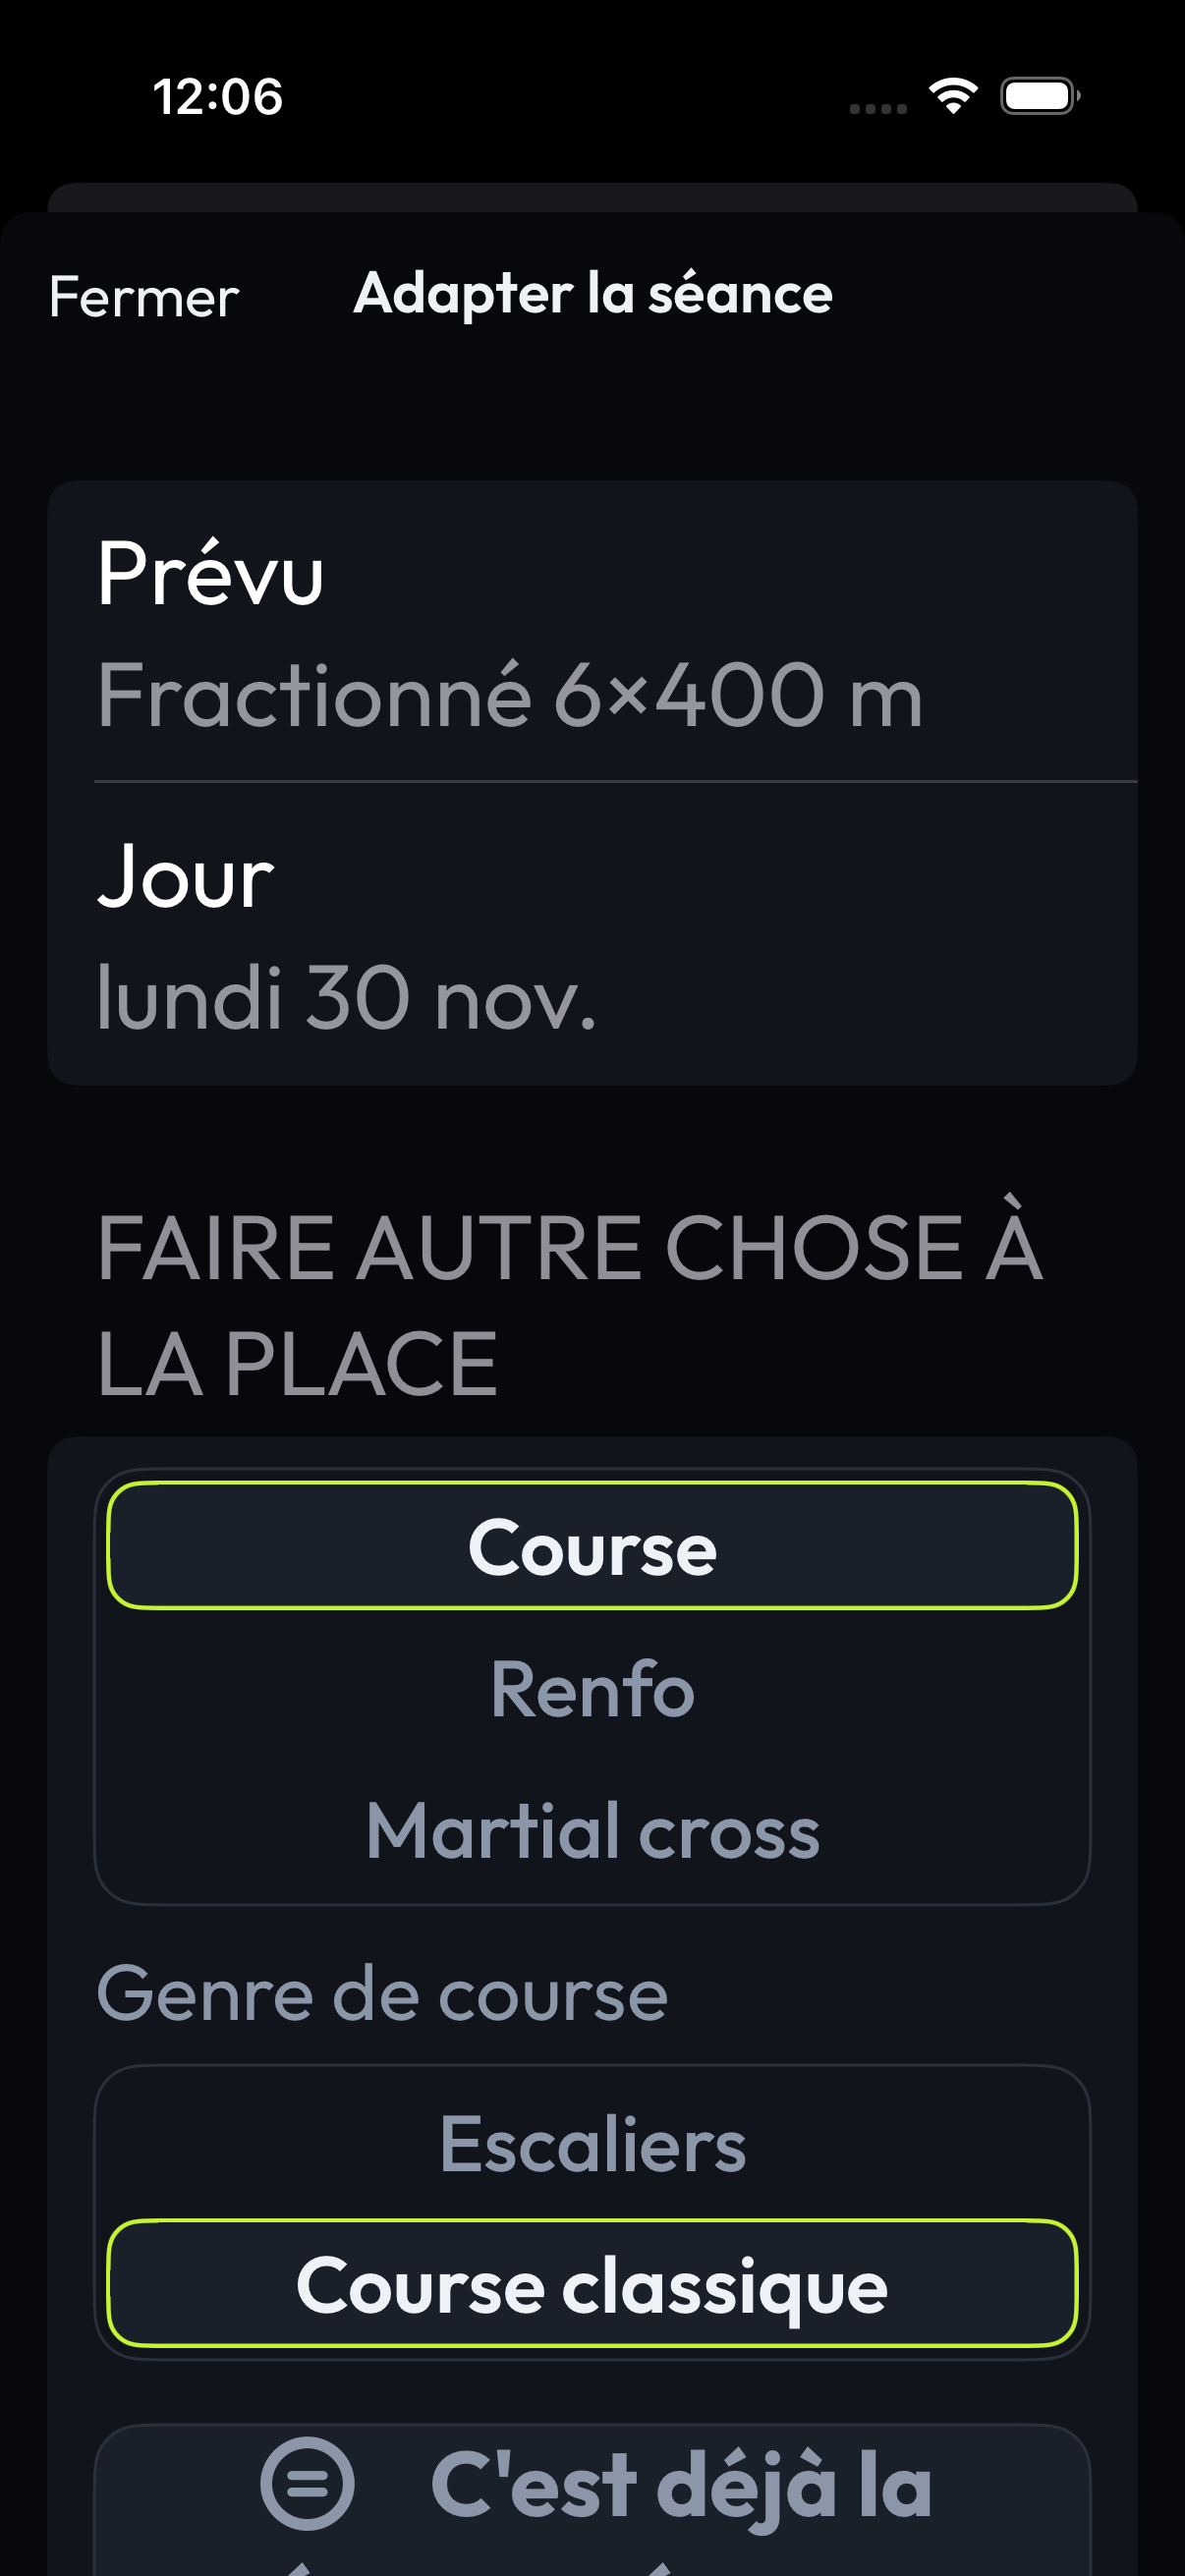 12:06
Fermer
Adapter la séance
Prévu
Fractionné 6×400 m
Jour
lundi 30 nov.
FAIRE AUTRE CHOSE À
LA PLACE
Course
Renfo
Martial cross
Genre de course
Escaliers
Course classique
C'est déjà la